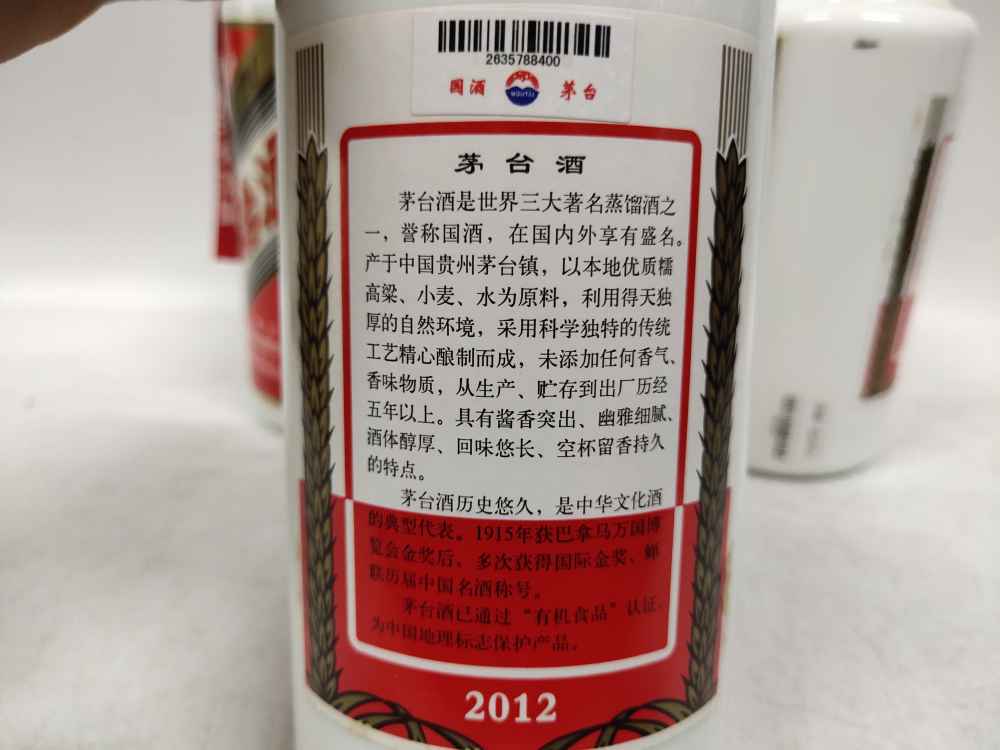 2635788400
国酒 MOUTAI 茅台
茅台酒
茅台酒是世界三大著名蒸馏酒之
一，誉称国酒，在国内外享有盛名。
产于中国贵州茅台镇，以本地优质糯
高粱、小麦、水为原料，利用得天独
厚的自然环境，采用科学独特的传统
工艺精心酿制而成，未添加任何香气、
香味物质，从生产、贮存到出厂历经
五年以上。具有酱香突出、幽雅细腻、
酒体醇厚、回味悠长、空杯留香持久
的特点。
茅台酒历史悠久，是中华文化酒
的典型代表。1915年获巴拿马万国博
览会金奖后、多次获得国际金奖、蝉
联历届中国名酒称号。
茅台酒已通过“有机食品”认证，
为中国地理标志保护产品。
2012